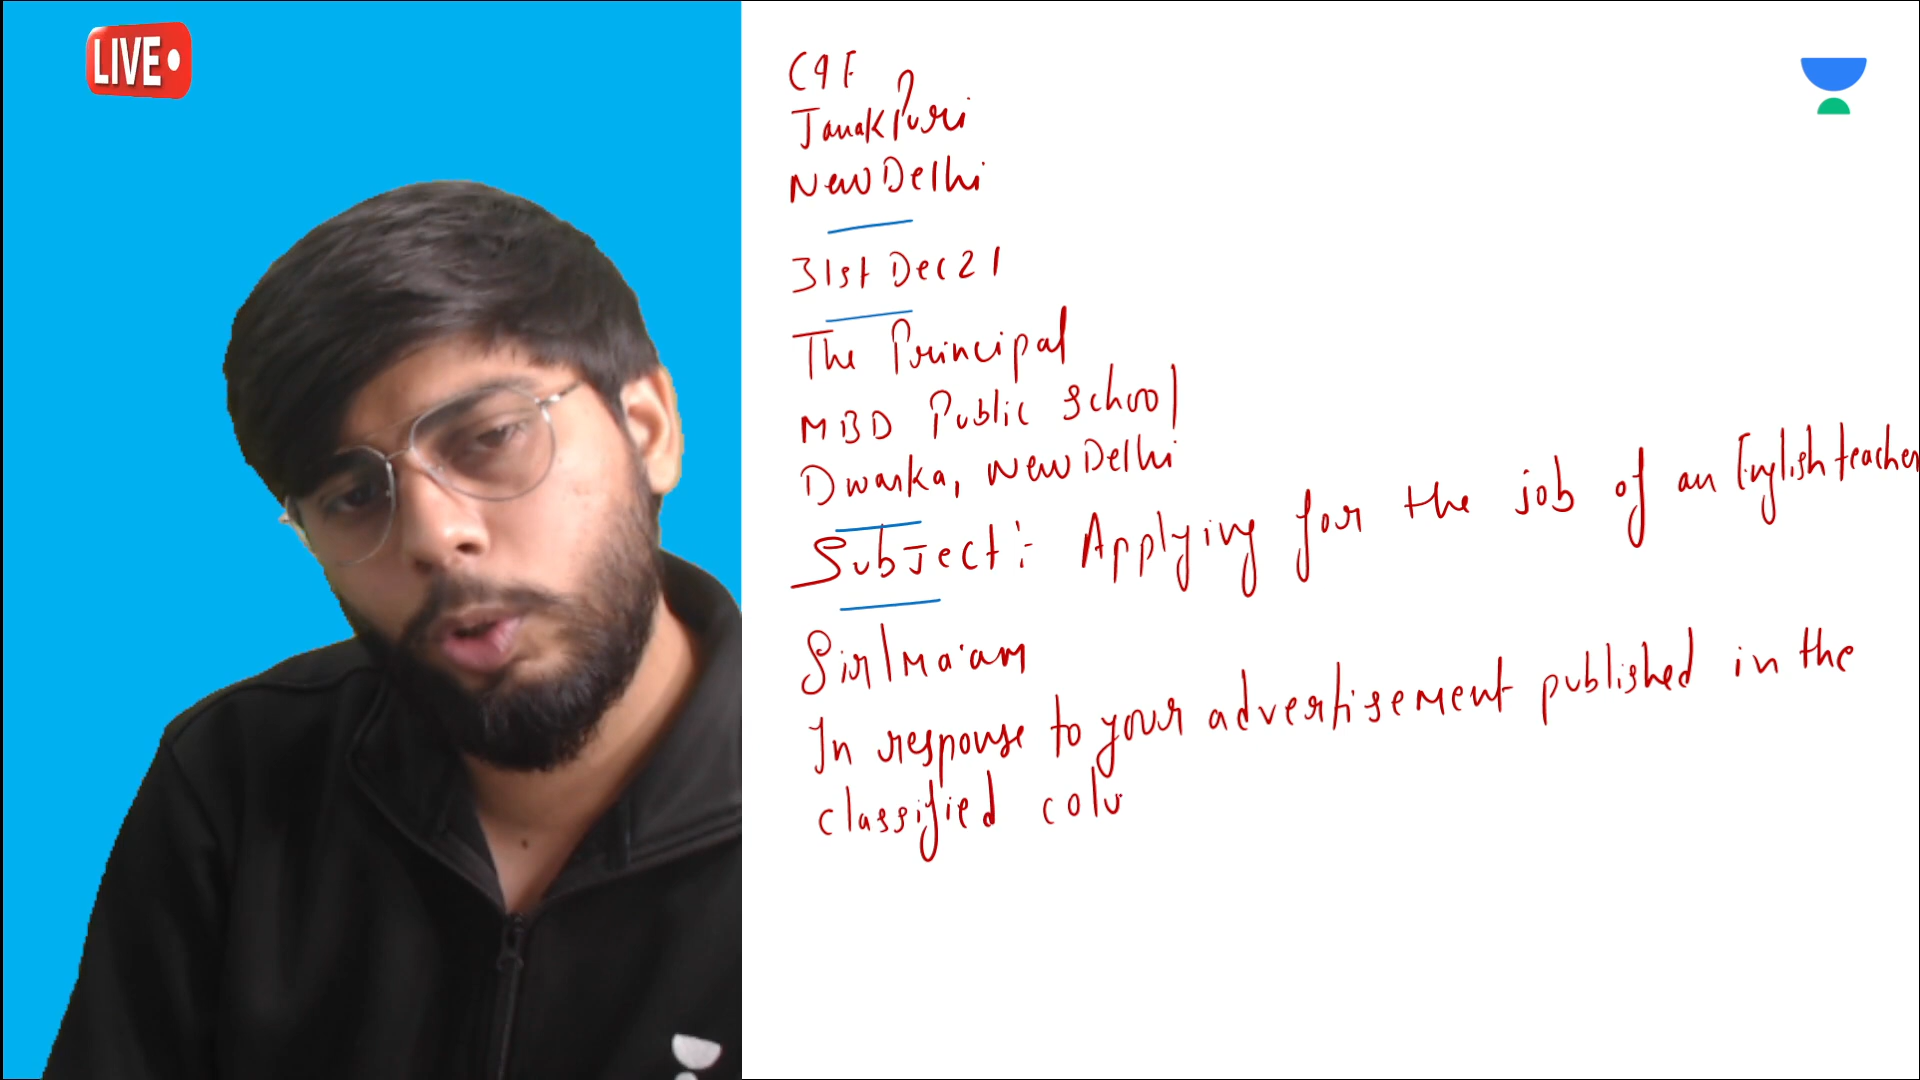 LIVE
C9F
JanakPuri
New Delhi
31st Dec 21
The Principal
MBD Public School
Dwarka, New Delhi
Subject:- Applying for the job of an English teacher
Sir/Ma'am
In response to your advertisement published in the
classified colu